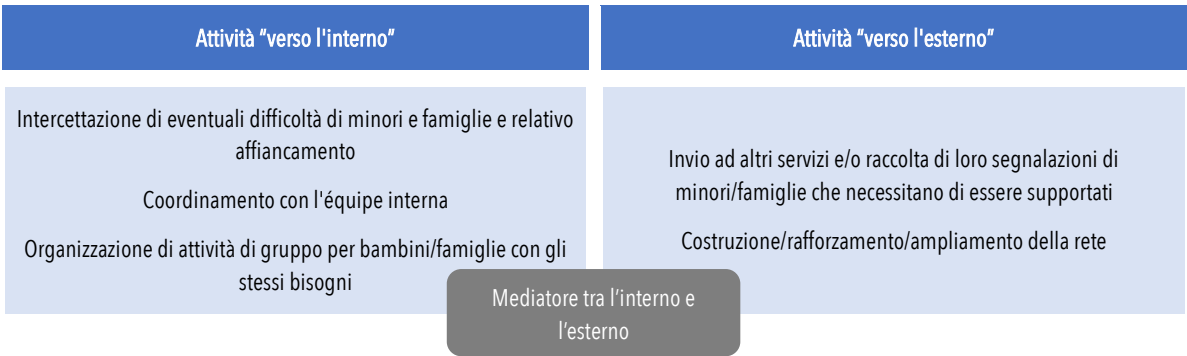 Attività "verso l'interno"
Attività "verso l'esterno"
Intercettazione di eventuali difficoltà di minori e famiglie e relativo
affiancamento
Coordinamento con l'équipe interna
Organizzazione di attività di gruppo per bambini/famiglie con gli
stessi bisogni
Invio ad altri servizi e/o raccolta di loro segnalazioni di
minori/famiglie che necessitano di essere supportati
Costruzione/rafforzamento/ampliamento della rete
Mediatore tra l’interno e
l’esterno